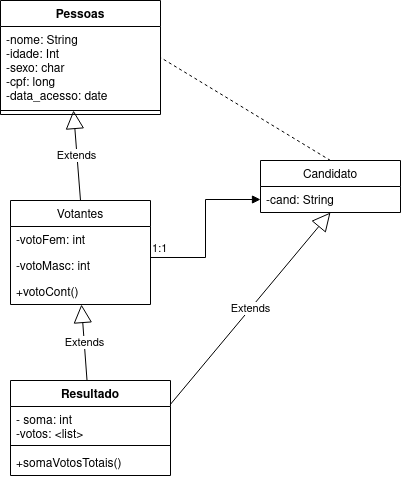 Pessoas
-nome: String
-idade: Int
-sexo: char
-cpf: long
-data_acesso: date
Extends
Candidato
-cand: String
Votantes
-votoFem: int
-votoMasc: int
+votoCont()
1:1
Extends
Extends
Resultado
- soma: int
-votos: <list>
+somaVotosTotais()